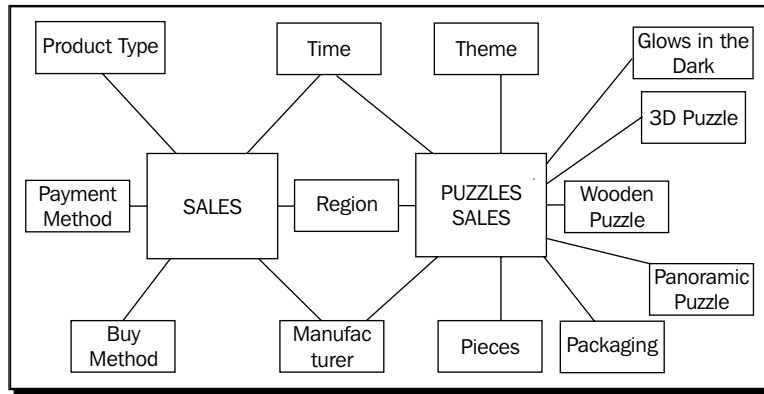 Product Type
Time
Theme
Glows in the
Dark
3D Puzzle
Payment
Method
SALES
Region
PUZZLES
SALES
Wooden
Puzzle
Panoramic
Puzzle
Buy
Method
Manufac
turer
Pieces
Packaging